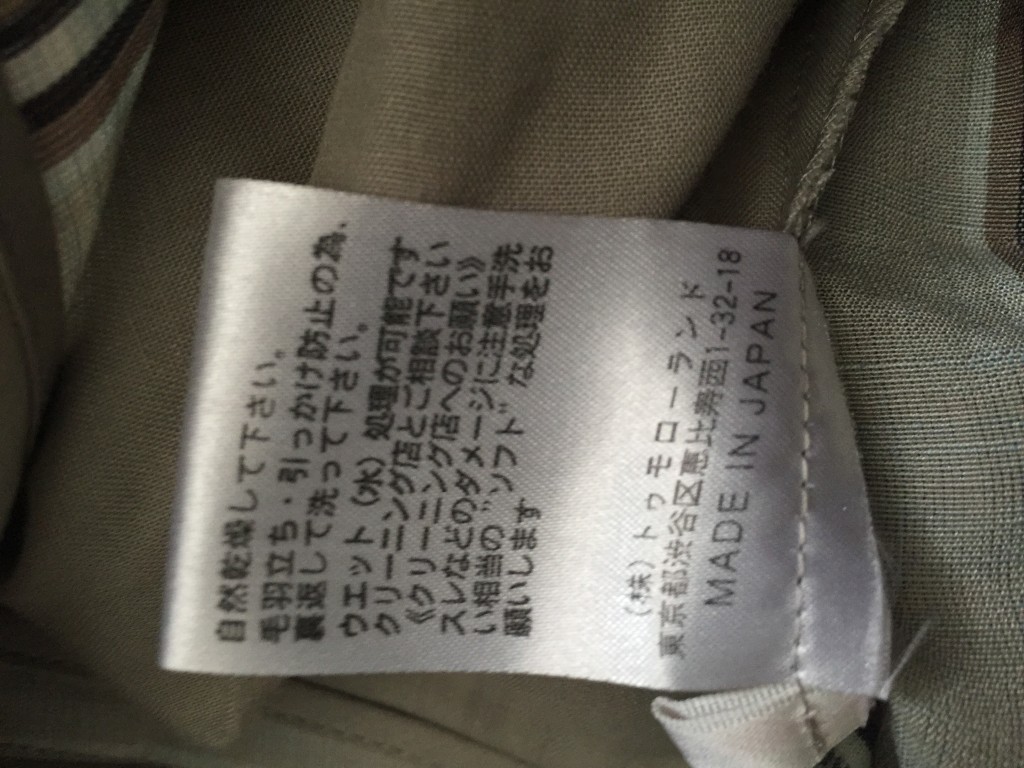 自然乾燥して下さい。
毛羽立ち・引っかけ防止の為、
裏返して洗って下さい。
ウエット（水）処理が可能です
クリーニング店とご相談下さい
《クリーニング店へのお願い》
スレなどのダメージに注意手洗
い相当の"ソフト"な処理をお
願いします
（株）トゥモローランド
東京都渋谷区恵比寿西1-32-18
MADE IN JAPAN